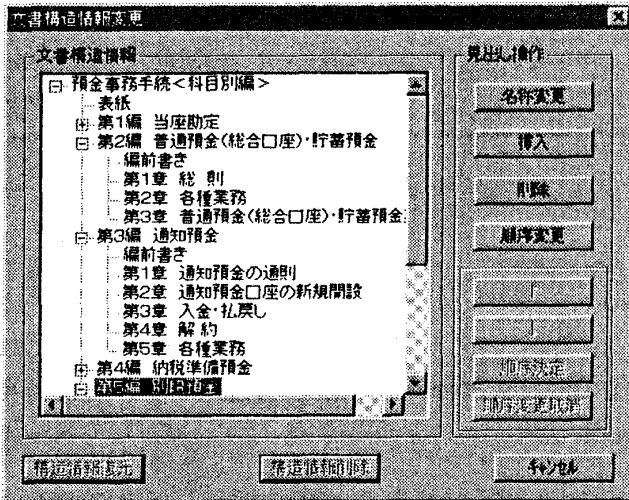 文書構造情報変更
文書構造情報
預金事務手続<科目別編>
表紙
第1編 当座勘定
第2編 普通預金(総合口座)・貯蓄預金
編前書き
第1章 総 則
第2章 各種業務
第3章 普通預金(総合口座)・貯蓄預金
第3編 通知預金
編前書き
第1章 通知預金の通則
第2章 通知預金口座の新規開設
第3章 入金・払戻し
第4章 解 約
第5章 各種業務
第4編 納税準備預金
第5編 別段預金
見出し操作
名称変更
挿入
削除
順序変更
順序決定
順序変更取消
構造情報復元
構造情報削除
キャンセル